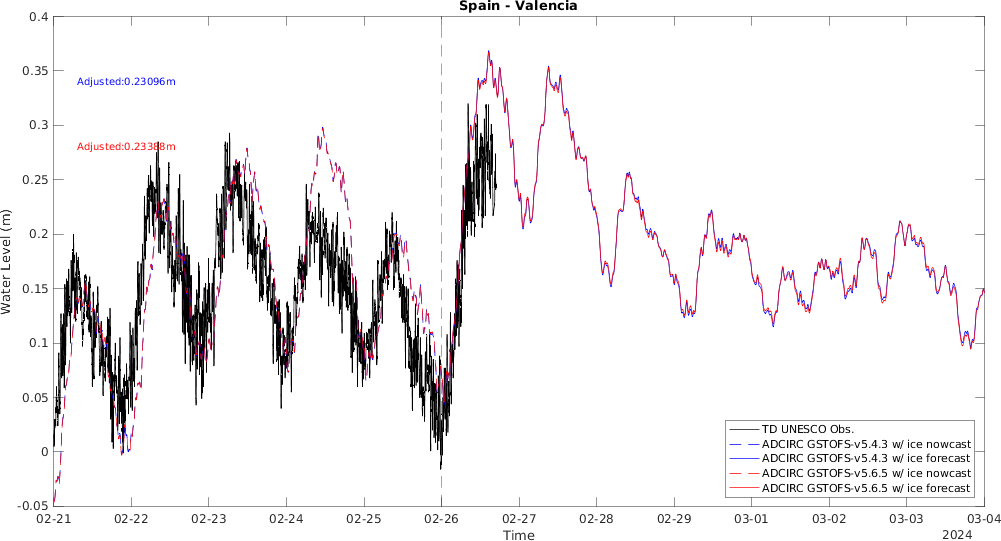 Spain - Valencia
0.4
0.35
0.3
0.25
0.2
0.15
0.1
0.05
0
-0.05
Water Level (m)
Adjusted:0.23096m
Adjusted:0.23388m
TD UNESCO Obs.
ADCIRC GSTOFS-v5.4.3 w/ ice nowcast
ADCIRC GSTOFS-v5.4.3 w/ ice forecast
ADCIRC GSTOFS-v5.6.5 w/ ice nowcast
ADCIRC GSTOFS-v5.6.5 w/ ice forecast
02-21 02-22 02-23 02-24 02-25 02-26 02-27 02-28 02-29 03-01 03-02 03-03 03-04
Time
2024